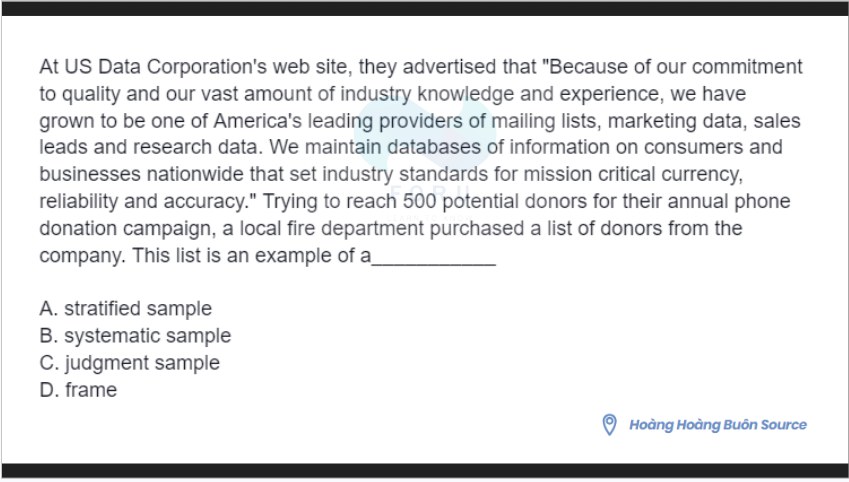 At US Data Corporation's web site, they advertised that "Because of our commitment
to quality and our vast amount of industry knowledge and experience, we have
grown to be one of America's leading providers of mailing lists, marketing data, sales
leads and research data. We maintain databases of information on consumers and
businesses nationwide that set industry standards for mission critical currency,
reliability and accuracy." Trying to reach 500 potential donors for their annual phone
donation campaign, a local fire department purchased a list of donors from the
company. This list is an example of a___________
A. stratified sample
B. systematic sample
C. judgment sample
D. frame
Hoàng Hoàng Buôn Source